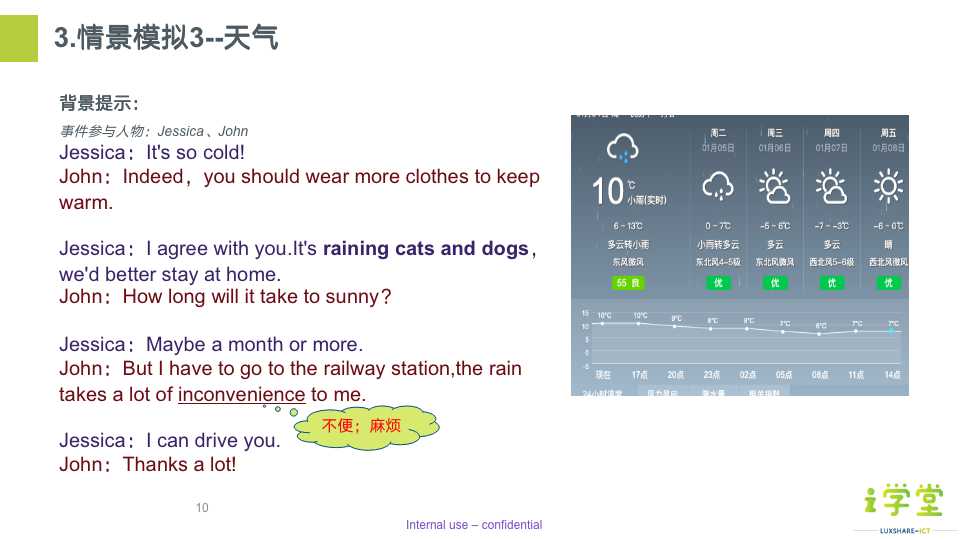 3.情景模拟3--天气
背景提示：
事件参与人物：Jessica、John
Jessica：It's so cold!
John：Indeed，you should wear more clothes to keep
warm.
Jessica：I agree with you.It's raining cats and dogs，
we'd better stay at home.
John：How long will it take to sunny？
Jessica：Maybe a month or more.
John：But I have to go to the railway station,the rain
takes a lot of inconvenience to me.
不便；麻烦
Jessica：I can drive you.
John：Thanks a lot!
周二 周三 周四 周五
01月05日 01月06日 01月07日 01月08日
10℃ 小雨(实时)
6 ~ 13℃ 0 ~ 7℃ -5 ~ 6℃ -7 ~ -3℃ -6 ~ 0℃
多云转小雨 小雨转多云 多云 多云 晴
东风微风 东北风4-5级 东北风微风 西北风5-6级 西北风微风
55 良 优 优 优 优
15
10
5
0
-5
10℃ 10℃ 9℃ 8℃ 8℃ 7℃ 6℃ 7℃ 7℃
现在 17点 20点 23点 02点 05点 08点 11点 14点
10
Internal use – confidential
i学堂
LUXSHARE-ICT